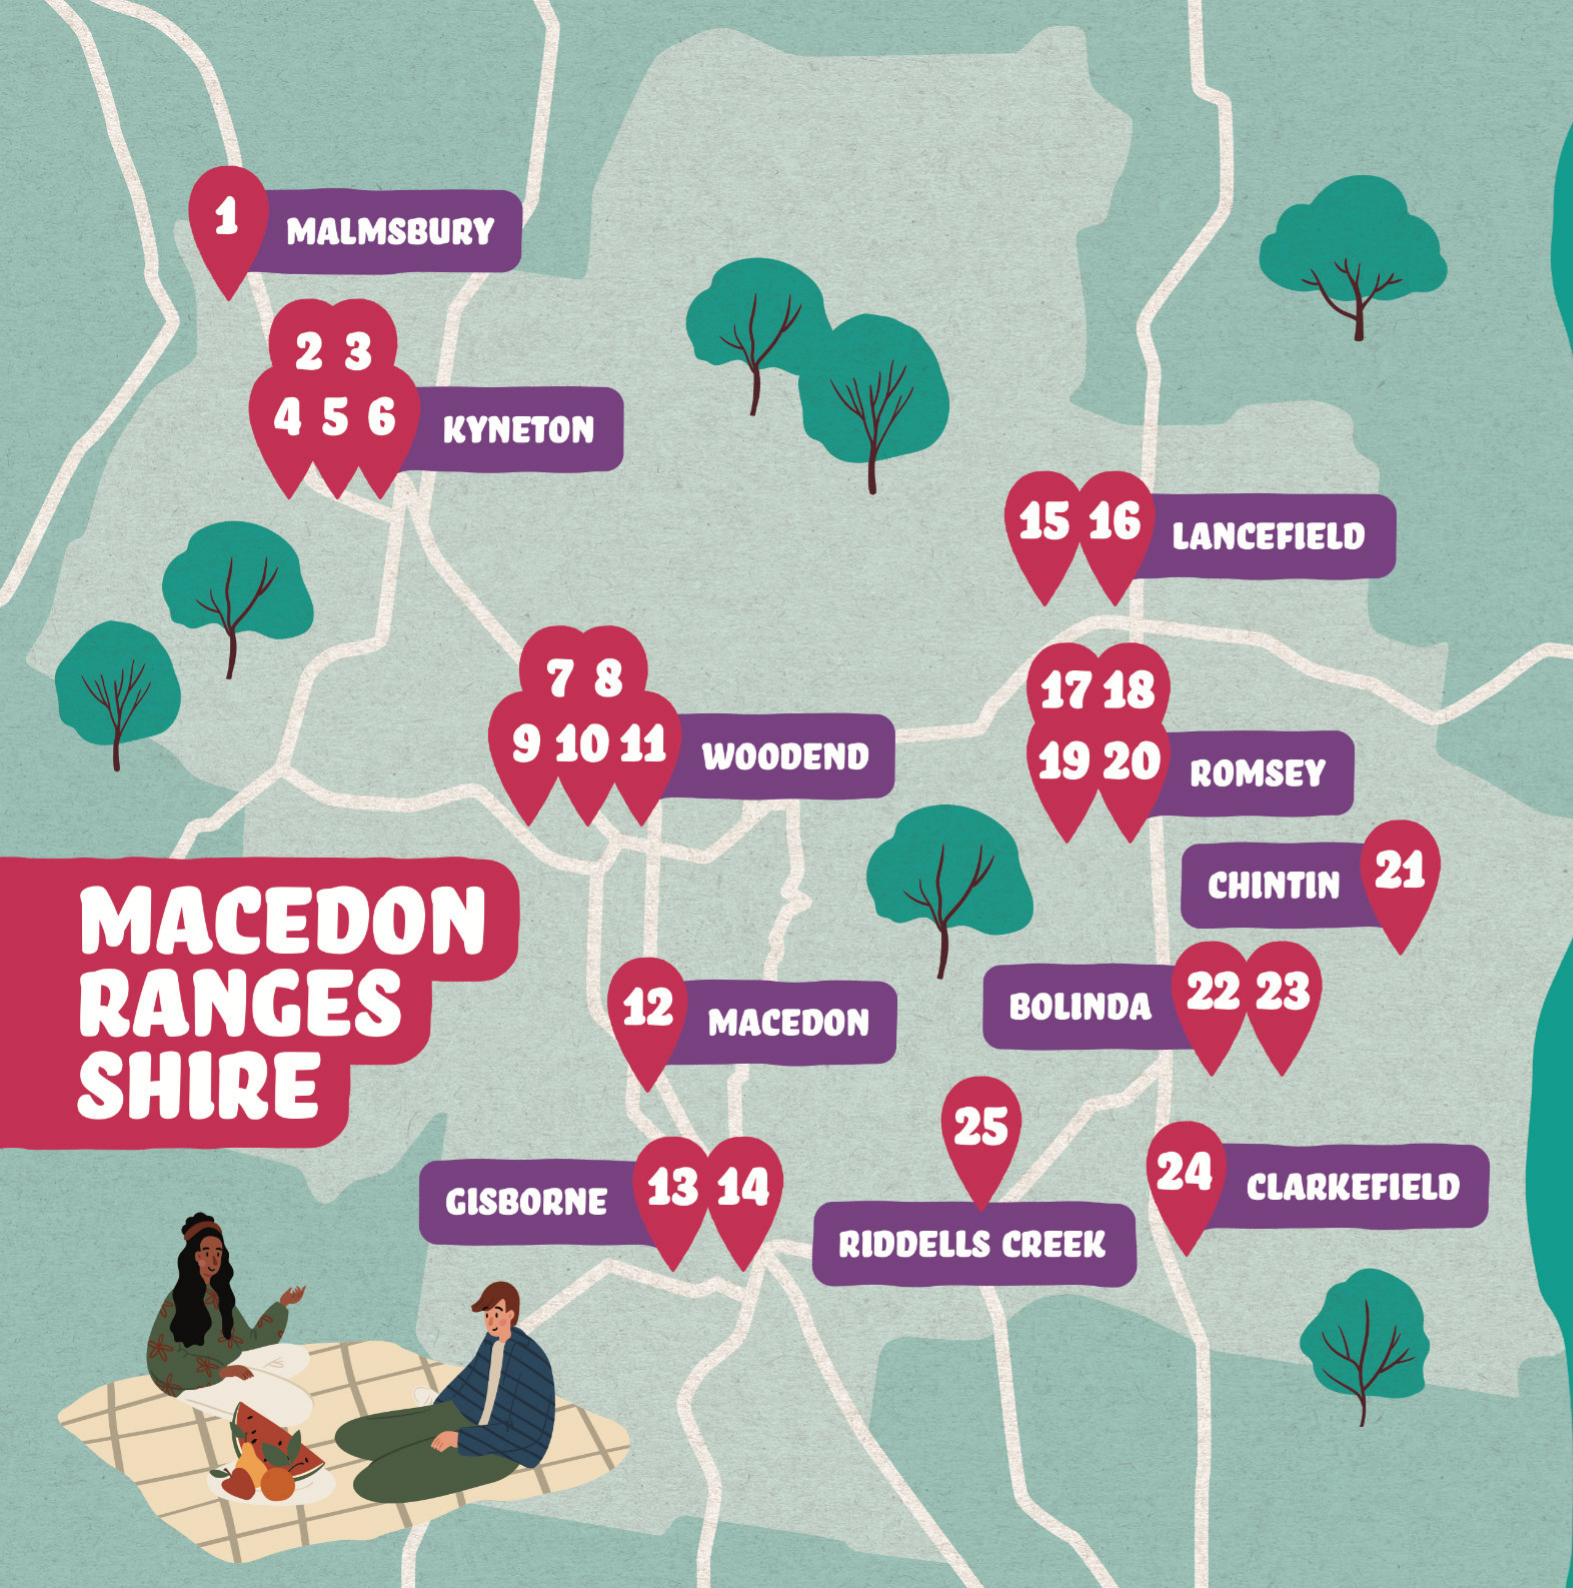 1 MALMSBURY
2 3
4 5 6 KYNETON
15 16 LANCEFIELD
7 8
9 10 11 WOODEND
17 18
19 20 ROMSEY
CHINTIN 21
MACEDON
RANGES
SHIRE
12 MACEDON
BOLINDA 22 23
25
RIDDELLS CREEK
GISBORNE 13 14
24 CLARKEFIELD